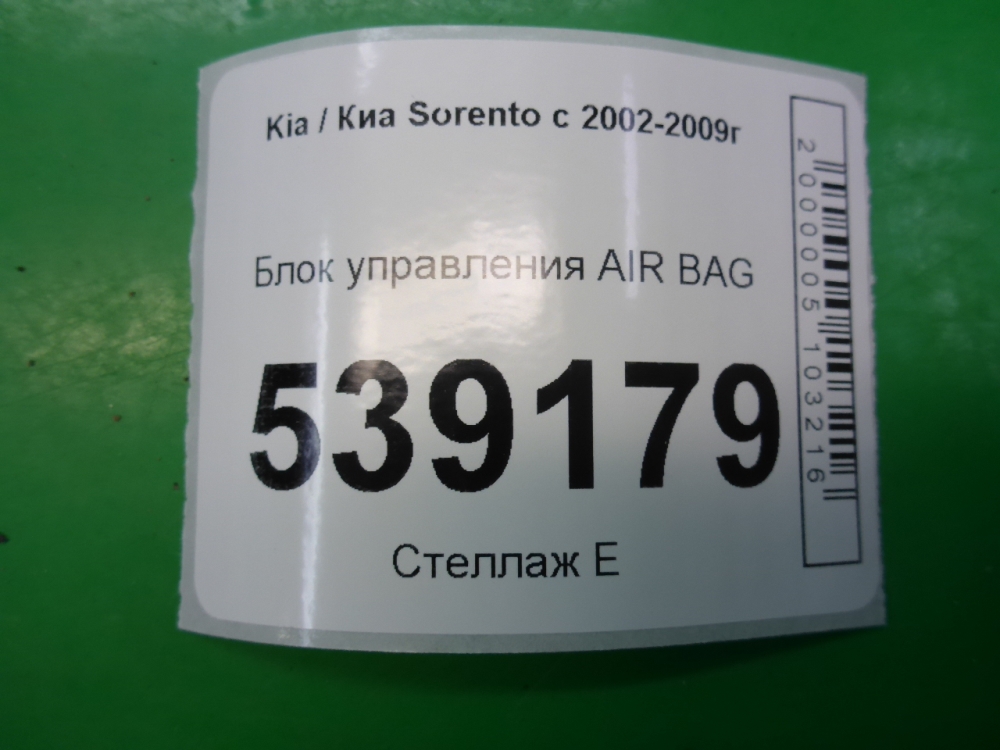 Kia / Киа Sorento с 2002-2009г
Блок управления AIR BAG
539179
Стеллаж Е
2000005103216